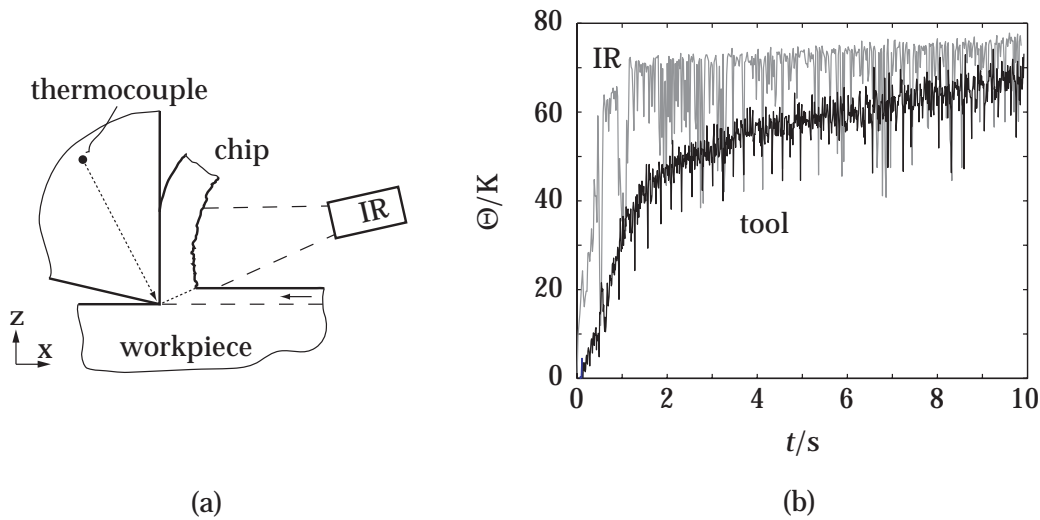 thermocouple
chip
IR
z
x
workpiece
(a)
80
60
40
20
0
Θ/K
IR
tool
0 2 4 6 8 10
t/s
(b)